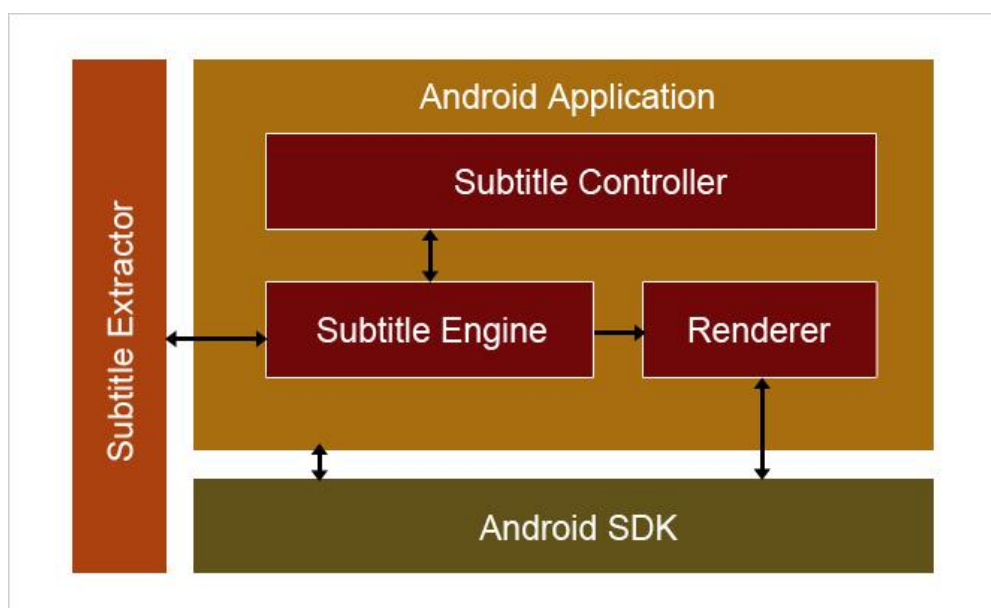 Subtitle Extractor
Android Application
Subtitle Controller
Subtitle Engine
Renderer
Android SDK